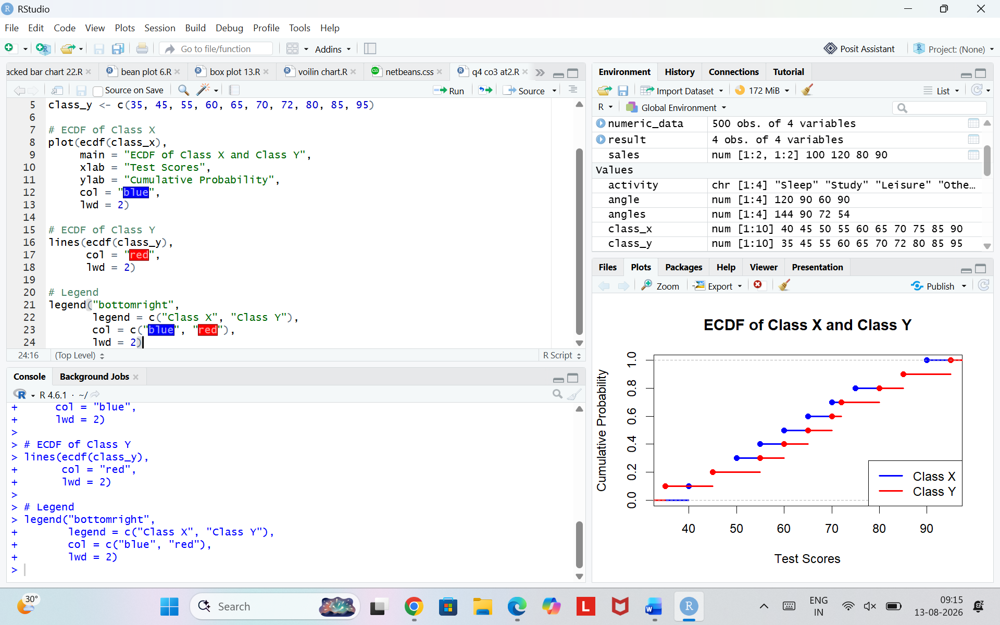 RStudio
File Edit Code View Plots Session Build Debug Profile Tools Help
Go to file/function Addins Posit Assistant Project: (None)
acked bar chart 22.R bean plot 6.R box plot 13.R voilin chart.R netbeans.css q4 co3 at2.R
Source on Save Run Source
5 class_y <- c(35, 45, 55, 60, 65, 70, 72, 80, 85, 95)
6
7 # ECDF of Class X
8 plot(ecdf(class_x),
9 main = "ECDF of Class X and Class Y",
10 xlab = "Test Scores",
11 ylab = "Cumulative Probability",
12 col = "blue",
13 lwd = 2)
14
15 # ECDF of Class Y
16 lines(ecdf(class_y),
17 col = "red",
18 lwd = 2)
19
20 # Legend
21 legend("bottomright",
22 legend = c("Class X", "Class Y"),
23 col = c("blue", "red"),
24 lwd = 2)
24:16 (Top Level) R Script
Console Background Jobs
R 4.6.1 · ~/
+ col = "blue",
+ lwd = 2)
>
> # ECDF of Class Y
> lines(ecdf(class_y),
+ col = "red",
+ lwd = 2)
>
> # Legend
> legend("bottomright",
+ legend = c("Class X", "Class Y"),
+ col = c("blue", "red"),
+ lwd = 2)
>
Environment History Connections Tutorial
Import Dataset 172 MiB List
R Global Environment
numeric_data 500 obs. of 4 variables
result 4 obs. of 4 variables
sales num [1:2, 1:2] 100 120 80 90
Values
activity chr [1:4] "Sleep" "Study" "Leisure" "Othe…
angle num [1:4] 120 90 60 90
angles num [1:4] 144 90 72 54
class_x num [1:10] 40 45 50 55 60 65 70 75 85 90
class_y num [1:10] 35 45 55 60 65 70 72 80 85 95
Files Plots Packages Help Viewer Presentation
Zoom Export Publish
ECDF of Class X and Class Y
Cumulative Probability
1.0
0.8
0.6
0.4
0.2
0.0
Class X
Class Y
40 50 60 70 80 90
Test Scores
30°
Search
ENG
IN
09:15
13-08-2026